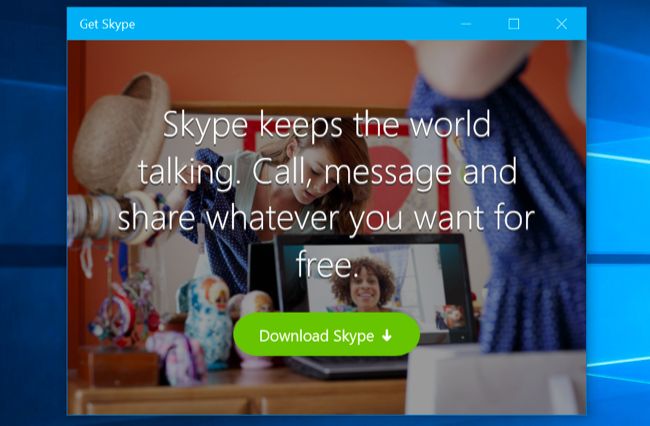 Get Skype
Skype keeps the world
talking. Call, message and
share whatever you want for
free.
Download Skype